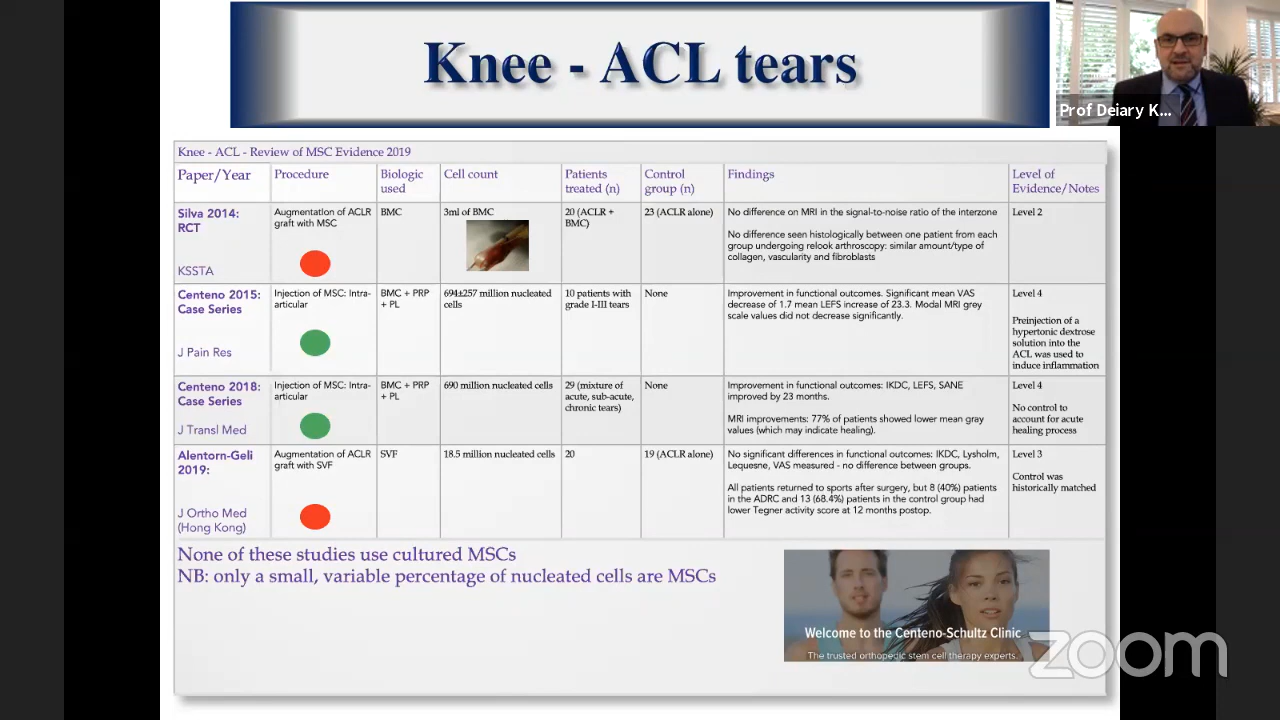 Knee - ACL tears
Prof Deiary K...
Knee - ACL - Review of MSC Evidence 2019
Paper/Year
Procedure
Biologic
used
Cell count
Patients
treated (n)
Control
group (n)
Findings
Level of
Evidence/Notes
Silva 2014:
RCT
KSSTA
Augmentation of ACLR
graft with MSC
BMC
3ml of BMC
20 (ACLR +
BMC)
23 (ACLR alone)
No difference on MRI in the signal-to-noise ratio of the interzone
No difference seen histologically between one patient from each
group undergoing relook arthroscopy: similar amount/type of
collagen, vascularity and fibroblasts
Level 2
Centeno 2015:
Case Series
J Pain Res
Injection of MSC: Intra-
articular
BMC + PRP
+ PL
694±257 million nucleated
cells
10 patients with
grade I-III tears
None
Improvement in functional outcomes. Significant mean VAS
decrease of 1.7 mean LEFS increase of 23.3. Modal MRI grey
scale values did not decrease significantly.
Level 4
Preinjection of a
hypertonic dextrose
solution into the
ACL was used to
induce inflammation
Centeno 2018:
Case Series
J Transl Med
Injection of MSC: Intra-
articular
BMC + PRP
+ PL
690 million nucleated cells
29 (mixture of
acute, sub-acute,
chronic tears)
None
Improvement in functional outcomes: IKDC, LEFS, SANE
improved by 23 months.
MRI improvements: 77% of patients showed lower mean gray
values (which may indicate healing).
Level 4
No control to
account for acute
healing process
Alentorn-Geli
2019:
J Ortho Med
(Hong Kong)
Augmentation of ACLR
graft with SVF
SVF
18.5 million nucleated cells
20
19 (ACLR alone)
No significant differences in functional outcomes: IKDC, Lysholm,
Lequesne, VAS measured - no difference between groups.
All patients returned to sports after surgery, but 8 (40%) patients
in the ADRC and 13 (68.4%) patients in the control group had
lower Tegner activity score at 12 months postop.
Level 3
Control was
historically matched
None of these studies use cultured MSCs
NB: only a small, variable percentage of nucleated cells are MSCs
Welcome to the Centeno-Schultz Clinic
The trusted orthopedic stem cell therapy experts.
zoom